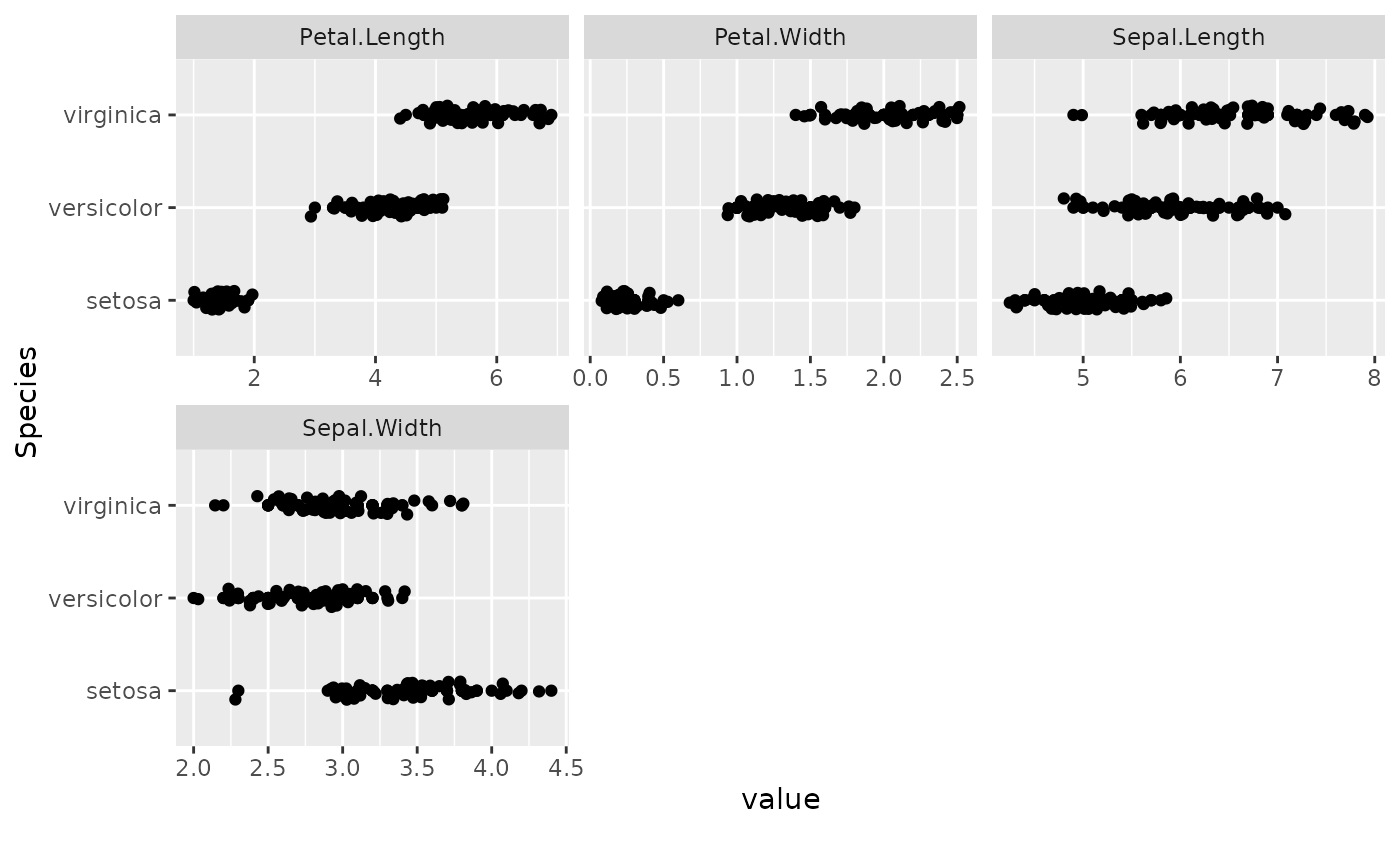 Petal.Length Petal.Width Sepal.Length
virginica
versicolor
setosa
2 4 6 0.0 0.5 1.0 1.5 2.0 2.5 5 6 7 8
Species
Sepal.Width
virginica
versicolor
setosa
2.0 2.5 3.0 3.5 4.0 4.5
value